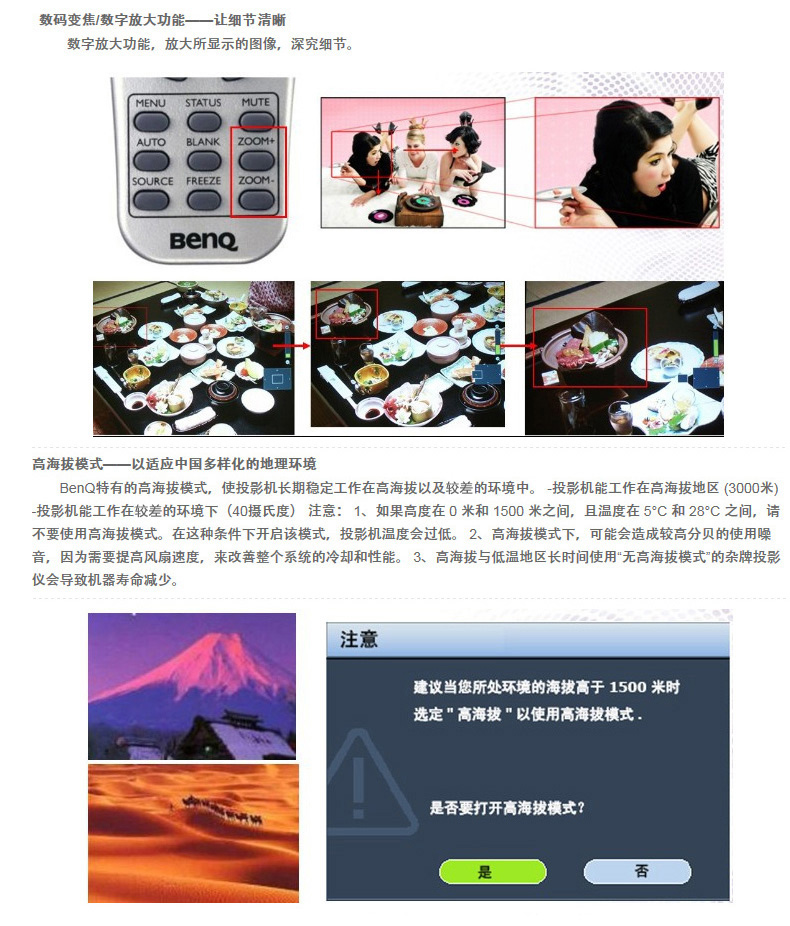 数码变焦/数字放大功能——让细节清晰
数字放大功能，放大所显示的图像，深究细节。
MENU STATUS MUTE
AUTO BLANK ZOOM+
SOURCE FREEZE ZOOM-
BenQ
高海拔模式——以适应中国多样化的地理环境
BenQ特有的高海拔模式，使投影机长期稳定工作在高海拔以及较差的环境中。 -投影机能工作在高海拔地区 (3000米)
-投影机能工作在较差的环境下（40摄氏度） 注意： 1、如果高度在 0 米和 1500 米之间，且温度在 5°C 和 28°C 之间，请
不要使用高海拔模式。在这种条件下开启该模式，投影机温度会过低。 2、高海拔模式下，可能会造成较高分贝的使用噪
音，因为需要提高风扇速度，来改善整个系统的冷却和性能。 3、高海拔与低温地区长时间使用“无高海拔模式”的杂牌投影
仪会导致机器寿命减少。
注意
建议当您所处环境的海拔高于 1500 米时
选定 " 高海拔 " 以使用高海拔模式 .
是否要打开高海拔模式?
是 否